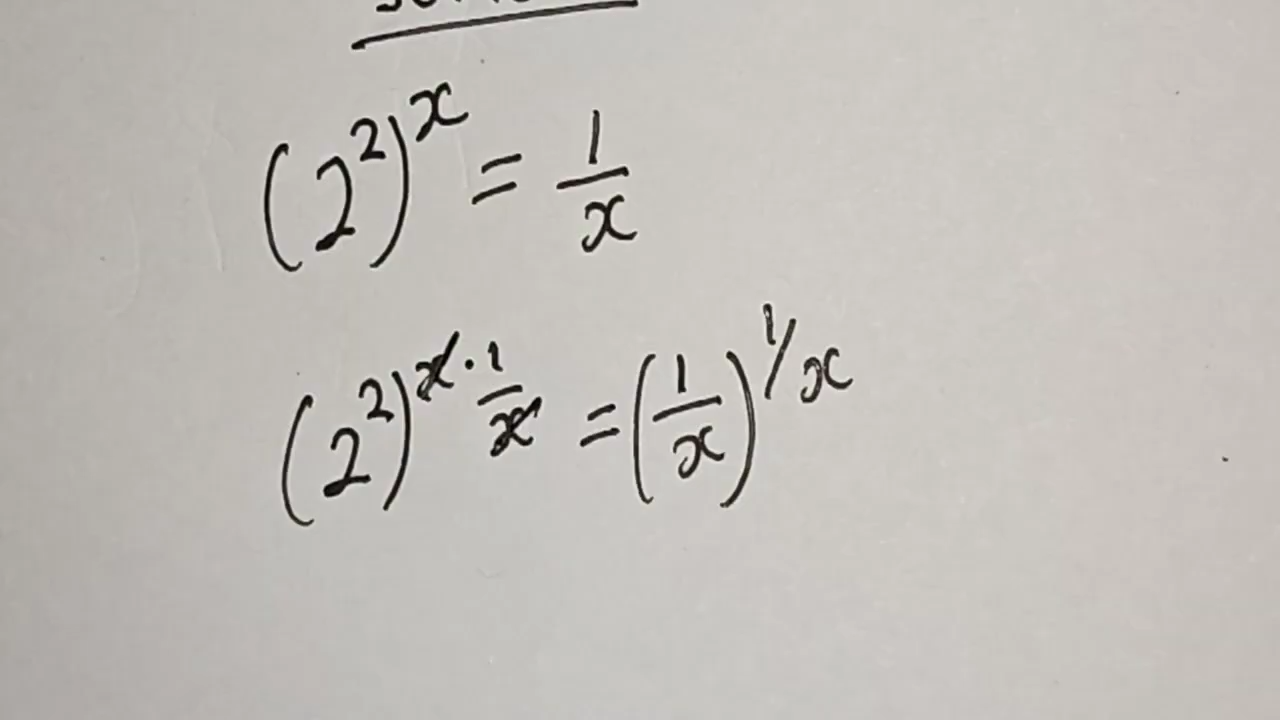 (2²)ˣ = 1/x
(2²)^(x · 1/x) = (1/x)^(1/x)